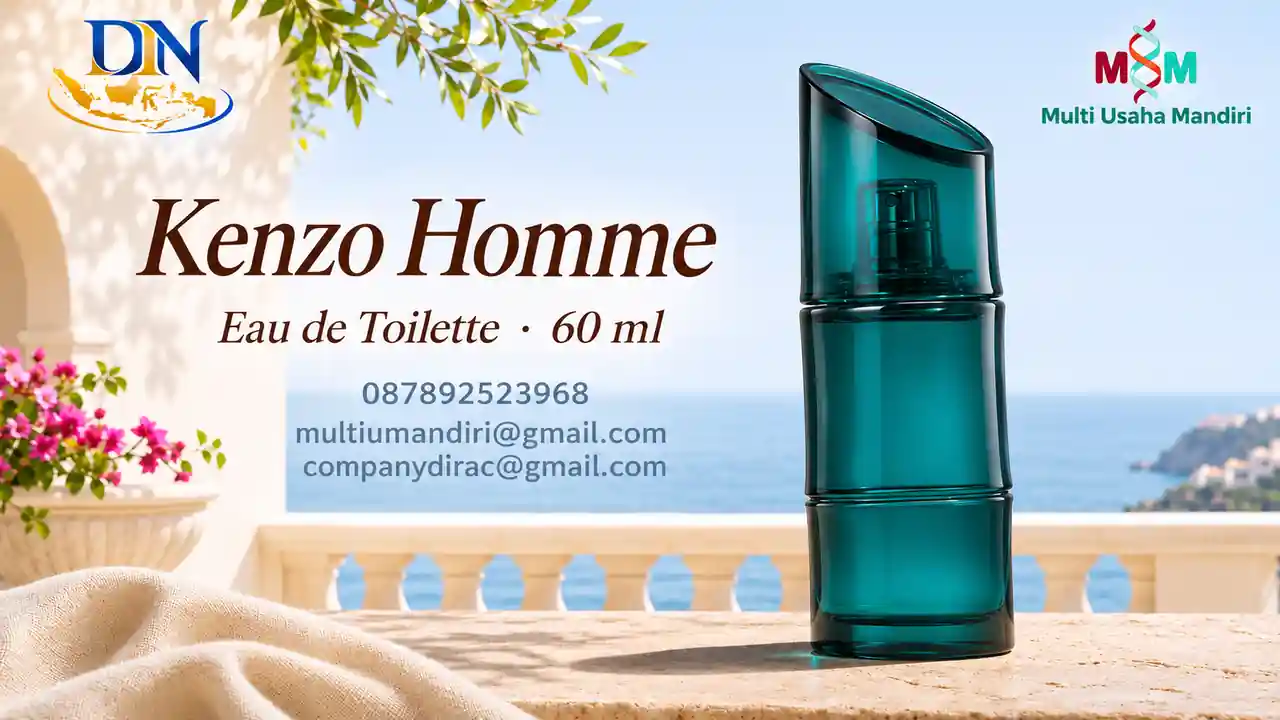 DN
MSM
Multi Usaha Mandiri
Kenzo Homme
Eau de Toilette · 60 ml
087892523968
multiumandiri@gmail.com
companydirac@gmail.com